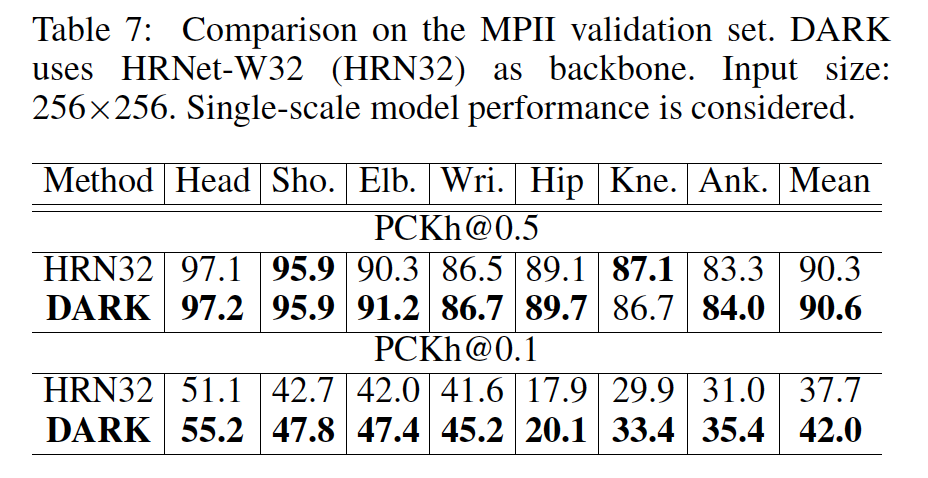 Table 7: Comparison on the MPII validation set. DARK
uses HRNet-W32 (HRN32) as backbone. Input size:
256×256. Single-scale model performance is considered.
Method Head Sho. Elb. Wri. Hip Kne. Ank. Mean
PCKh@0.5
HRN32 97.1 95.9 90.3 86.5 89.1 87.1 83.3 90.3
DARK 97.2 95.9 91.2 86.7 89.7 86.7 84.0 90.6
PCKh@0.1
HRN32 51.1 42.7 42.0 41.6 17.9 29.9 31.0 37.7
DARK 55.2 47.8 47.4 45.2 20.1 33.4 35.4 42.0